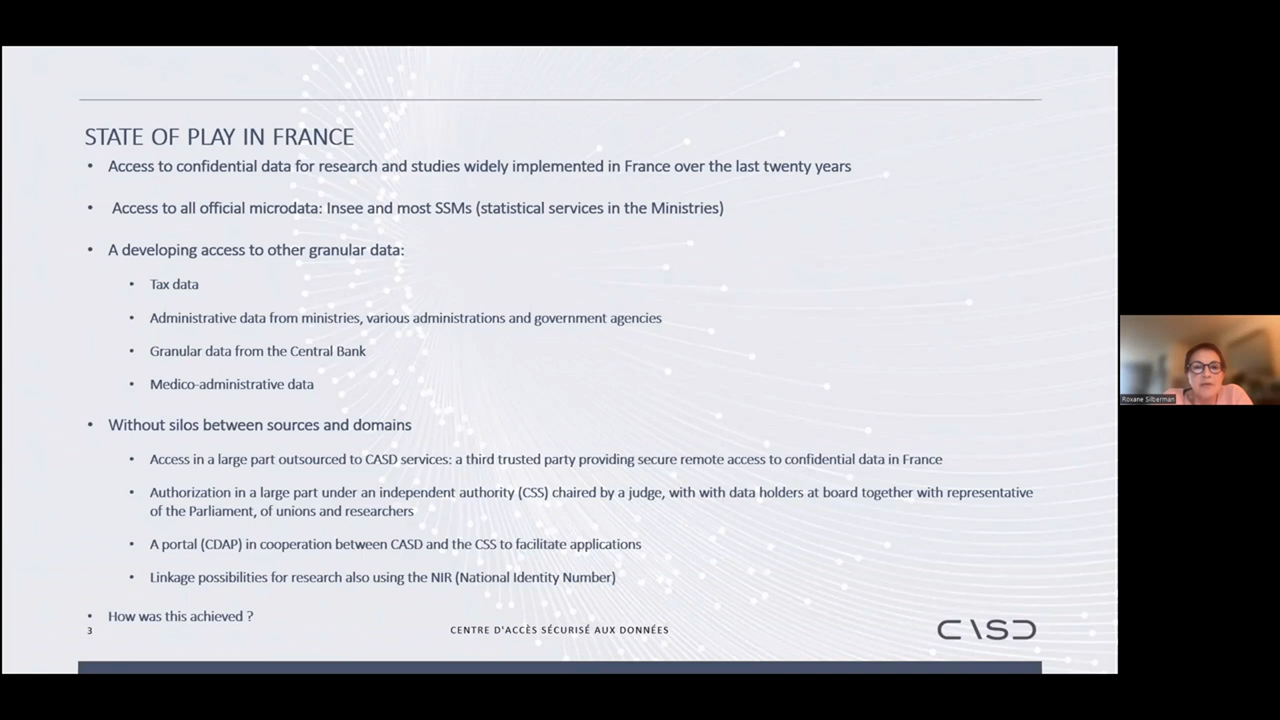 STATE OF PLAY IN FRANCE
• Access to confidential data for research and studies widely implemented in France over the last twenty years
• Access to all official microdata: Insee and most SSMs (statistical services in the Ministries)
• A developing access to other granular data:
• Tax data
• Administrative data from ministries, various administrations and government agencies
• Granular data from the Central Bank
• Medico-administrative data
• Without silos between sources and domains
• Access in a large part outsourced to CASD services: a third trusted party providing secure remote access to confidential data in France
• Authorization in a large part under an independent authority (CSS) chaired by a judge, with with data holders at board together with representative
of the Parliament, of unions and researchers
• A portal (CDAP) in cooperation between CASD and the CSS to facilitate applications
• Linkage possibilities for research also using the NIR (National Identity Number)
• How was this achieved ?
3
CENTRE D'ACCÈS SÉCURISÉ AUX DONNÉES
CASD
Roxane Silberman